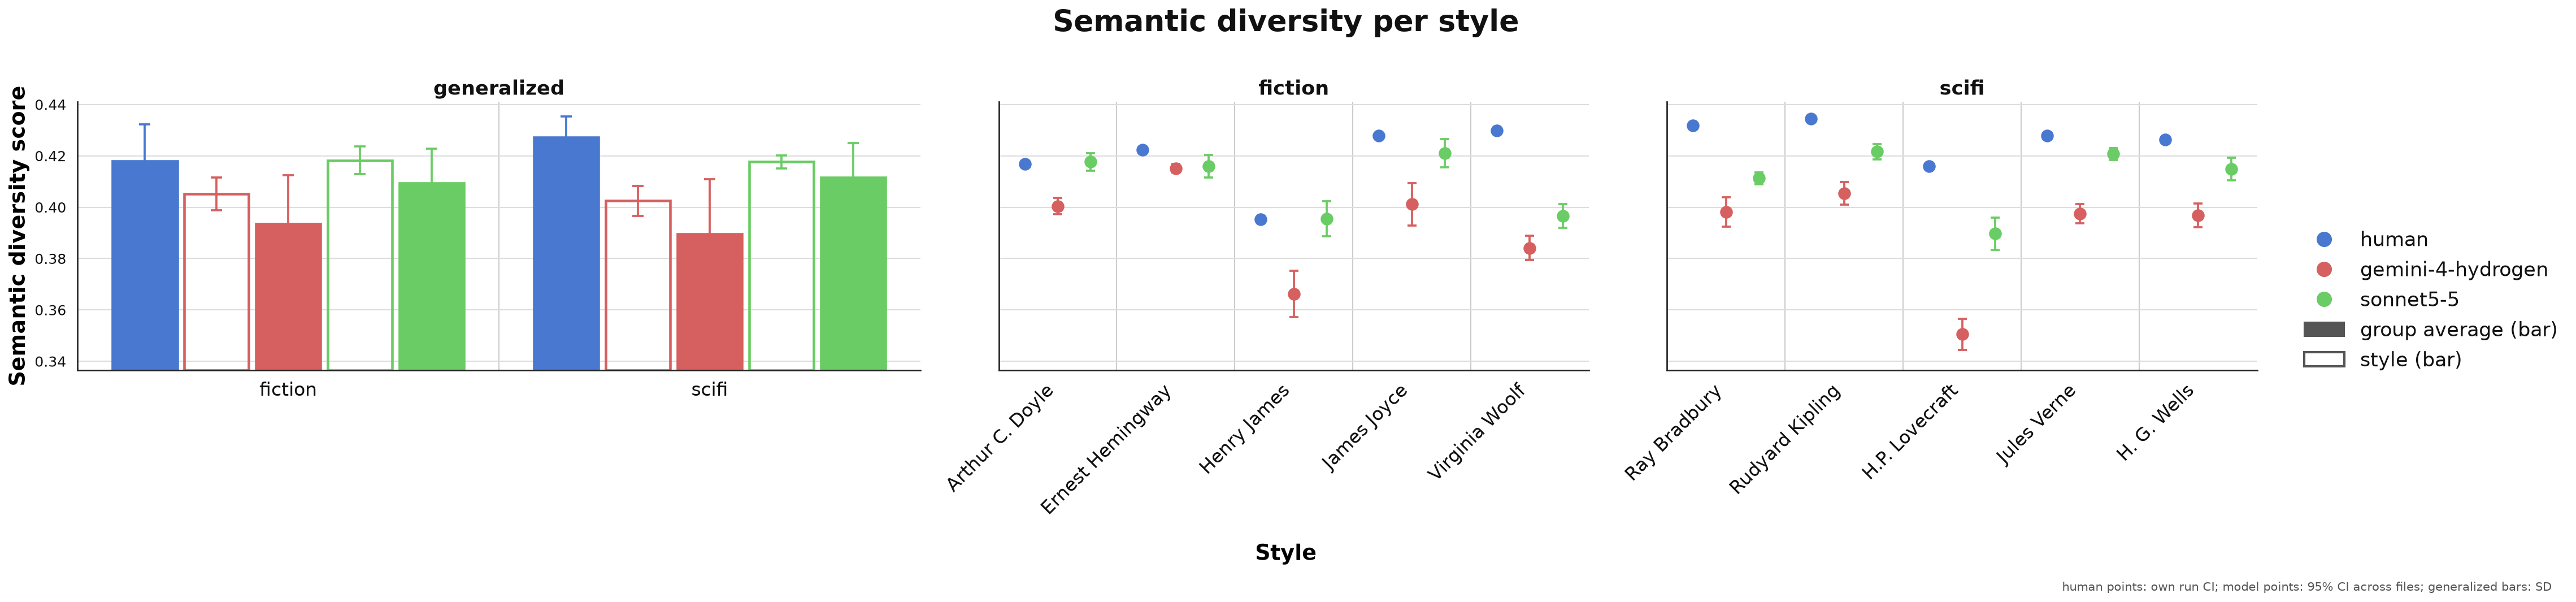 Semantic diversity per style
generalized
fiction
scifi
Semantic diversity score
0.44
0.42
0.40
0.38
0.36
0.34
fiction
scifi
Arthur C. Doyle
Ernest Hemingway
Henry James
James Joyce
Virginia Woolf
Ray Bradbury
Rudyard Kipling
H.P. Lovecraft
Jules Verne
H. G. Wells
human
gemini-4-hydrogen
sonnet5-5
group average (bar)
style (bar)
Style
human points: own run CI; model points: 95% CI across files; generalized bars: SD